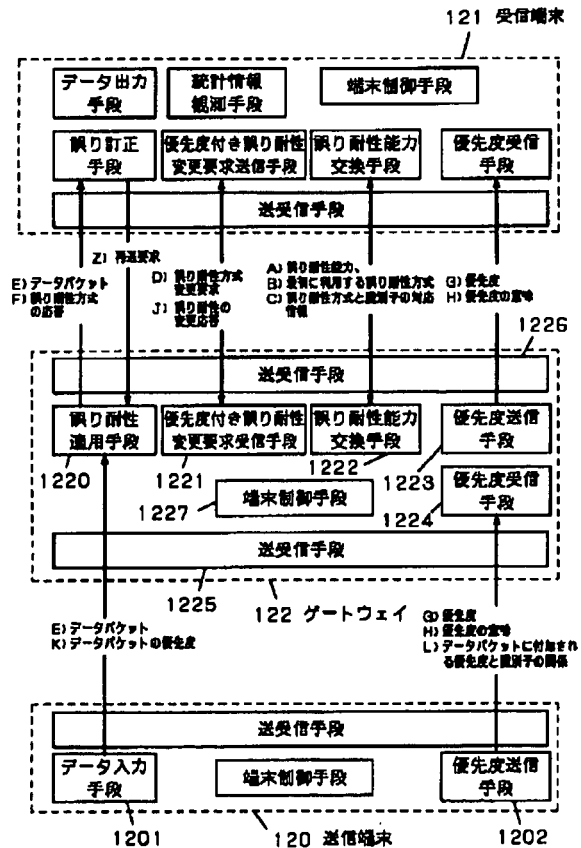 121 受信端末
データ出力
手段
統計情報
観測手段
端末制御手段
誤り訂正
手段
優先度付き誤り耐性
変更要求送信手段
誤り耐性能力
交換手段
優先度受信
手段
送受信手段
Z) 再送要求
E) データパケット
F) 誤り耐性方式
の応答
D) 誤り耐性方式
変更要求
J) 誤り耐性の
変更応答
A) 誤り耐性能力、
B) 最初に利用する誤り耐性方式
C) 誤り耐性方式と識別子の対応
情報
G) 優先度
H) 優先度の意味
1226
送受信手段
誤り耐性
適用手段
優先度付き誤り耐性
変更要求受信手段
誤り耐性能力
交換手段
優先度送信
手段
1220
1221
1222
1223
優先度受信
手段
1227
端末制御手段
1224
送受信手段
1225
122 ゲートウェイ
E) データパケット
K) データパケットの優先度
G) 優先度
H) 優先度の意味
L) データパケットに付加され
る優先度と識別子の関係
送受信手段
データ入力
手段
端末制御手段
優先度送信
手段
1201
120 送信端末
1202